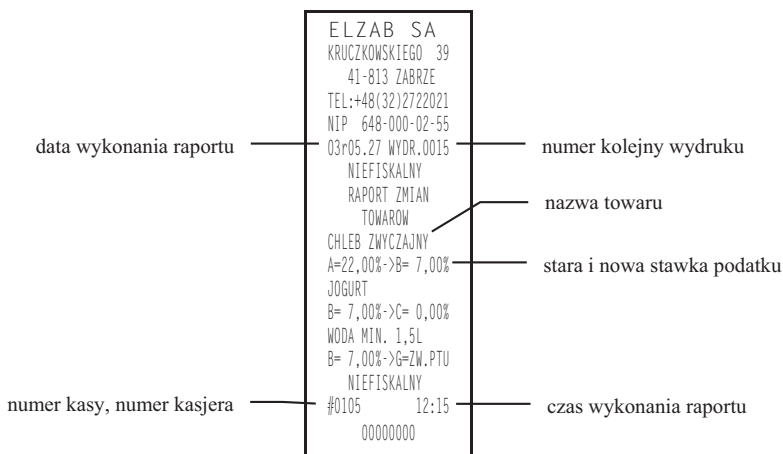 ELZAB SA
KRUCZKOWSKIEGO 39
41-813 ZABRZE
TEL:+48(32)2722021
NIP 648-000-02-55
data wykonania raportu 03r05.27 WYDR.0015 numer kolejny wydruku
NIEFISKALNY
RAPORT ZMIAN
TOWAROW
nazwa towaru
CHLEB ZWYCZAJNY
A=22,00%->B= 7,00% stara i nowa stawka podatku
JOGURT
B= 7,00%->C= 0,00%
WODA MIN. 1,5L
B= 7,00%->G=ZW.PTU
NIEFISKALNY
numer kasy, numer kasjera #0105 12:15 czas wykonania raportu
00000000